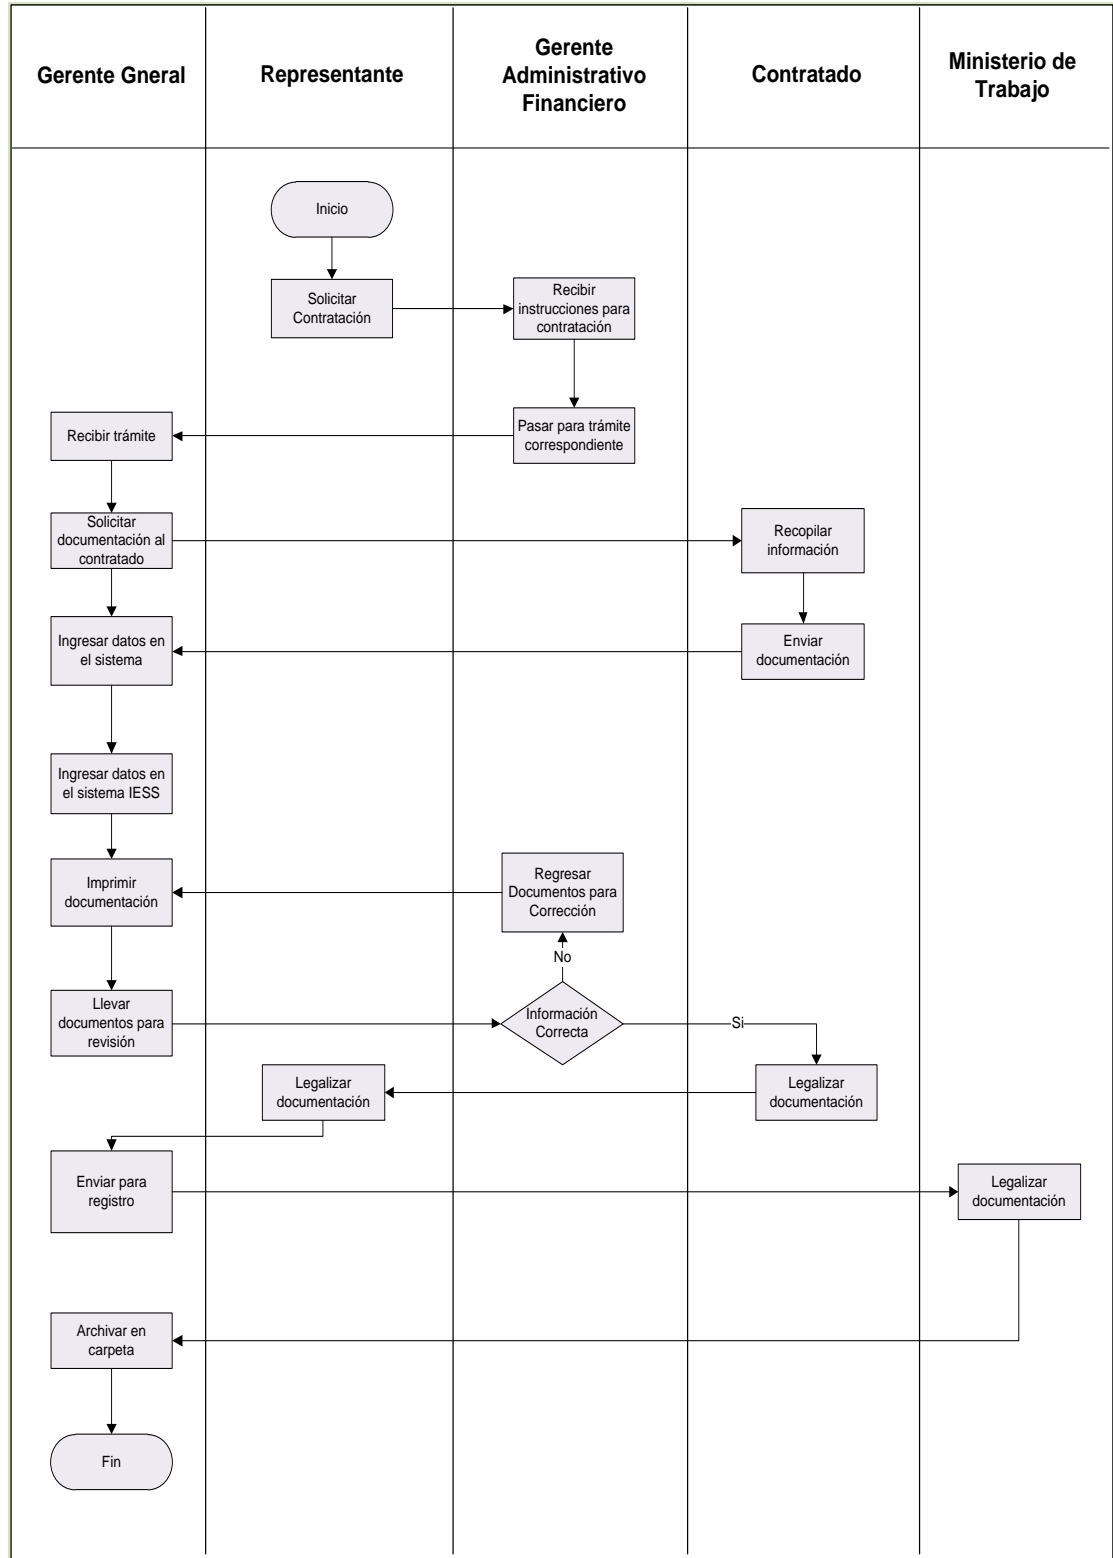 Gerente Gneral
Representante
Gerente
Administrativo
Financiero
Contratado
Ministerio de
Trabajo
Inicio
Solicitar
Contratación
Recibir
instrucciones para
contratación
Recibir trámite
Pasar para trámite
correspondiente
Solicitar
documentación al
contratado
Recopilar
información
Ingresar datos en
el sistema
Enviar
documentación
Ingresar datos en
el sistema IESS
Imprimir
documentación
Regresar
Documentos para
Corrección
No
Llevar
documentos para
revisión
Información
Correcta
Si
Legalizar
documentación
Legalizar
documentación
Enviar para
registro
Legalizar
documentación
Archivar en
carpeta
Fin